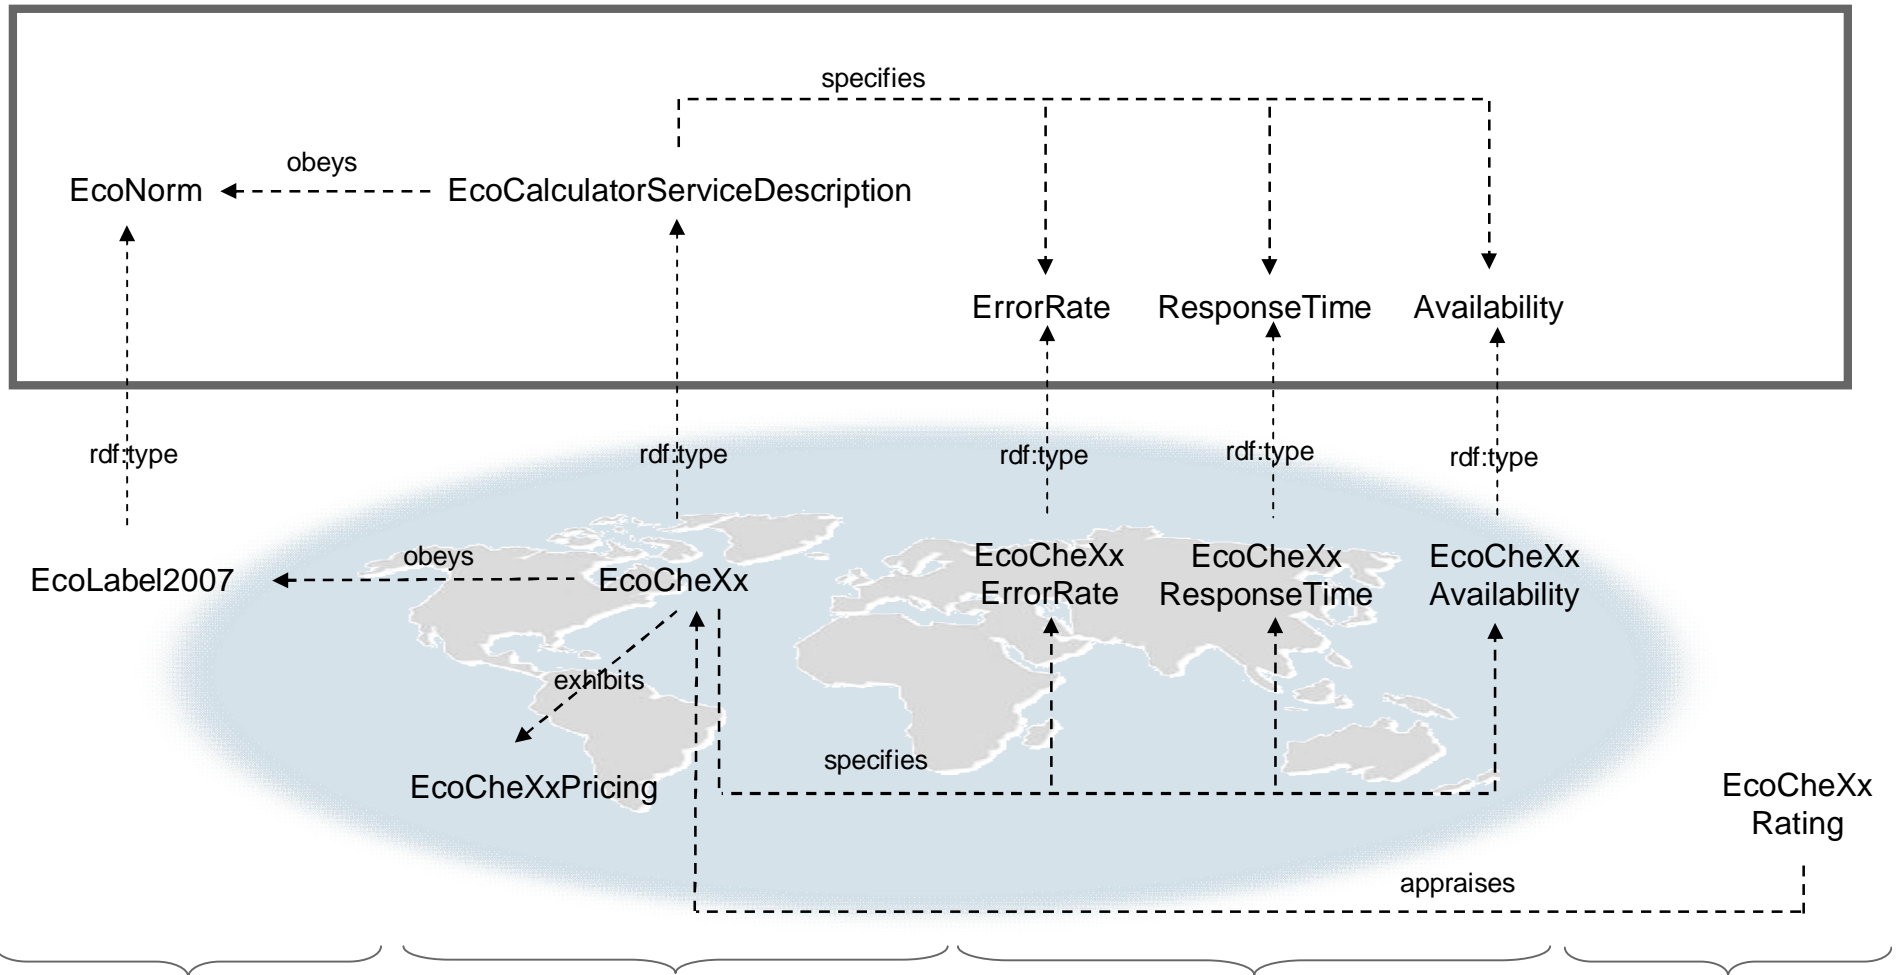 specifies
obeys
EcoNorm
EcoCalculatorServiceDescription
ErrorRate
ResponseTime
Availability
rdf:type
rdf:type
rdf:type
rdf:type
rdf:type
EcoLabel2007
obeys
EcoCheXx
EcoCheXx
ErrorRate
EcoCheXx
ResponseTime
EcoCheXx
Availability
exhibits
EcoCheXxPricing
specifies
EcoCheXx
Rating
appraises